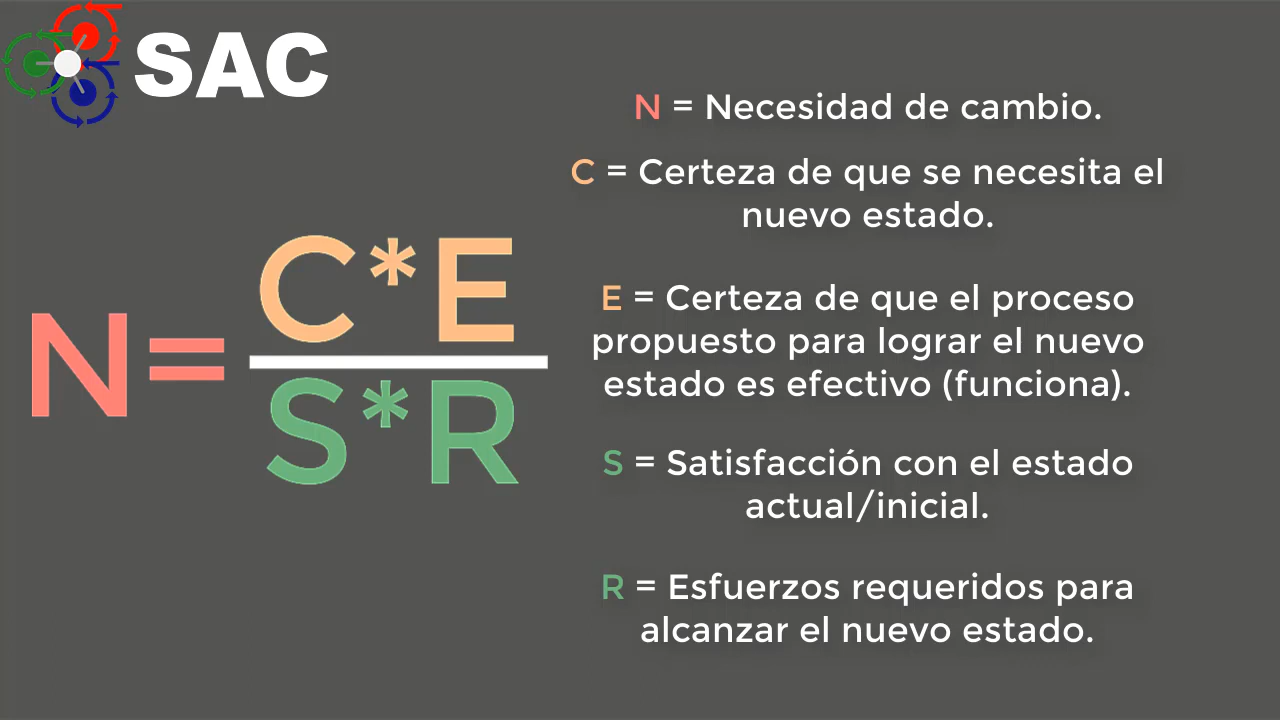 SAC
N = Necesidad de cambio.
C = Certeza de que se necesita el
nuevo estado.
N=
C*E
S*R
E = Certeza de que el proceso
propuesto para lograr el nuevo
estado es efectivo (funciona).
S = Satisfacción con el estado
actual/inicial.
R = Esfuerzos requeridos para
alcanzar el nuevo estado.